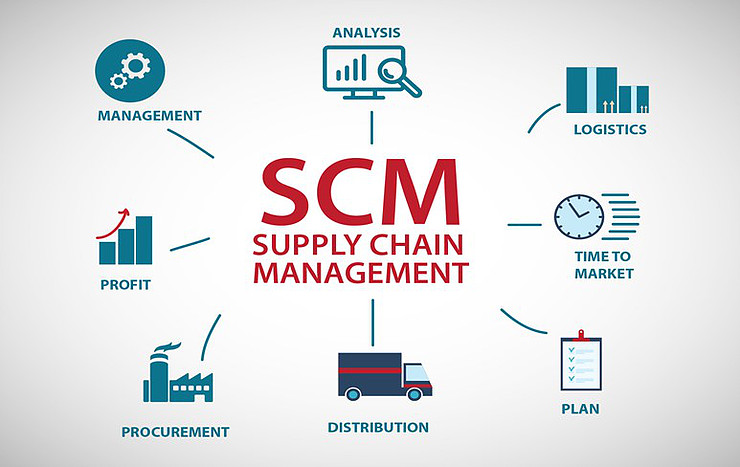 ANALYSIS
MANAGEMENT
LOGISTICS
SCM
SUPPLY CHAIN
MANAGEMENT
PROFIT
TIME TO
MARKET
PROCUREMENT
DISTRIBUTION
PLAN